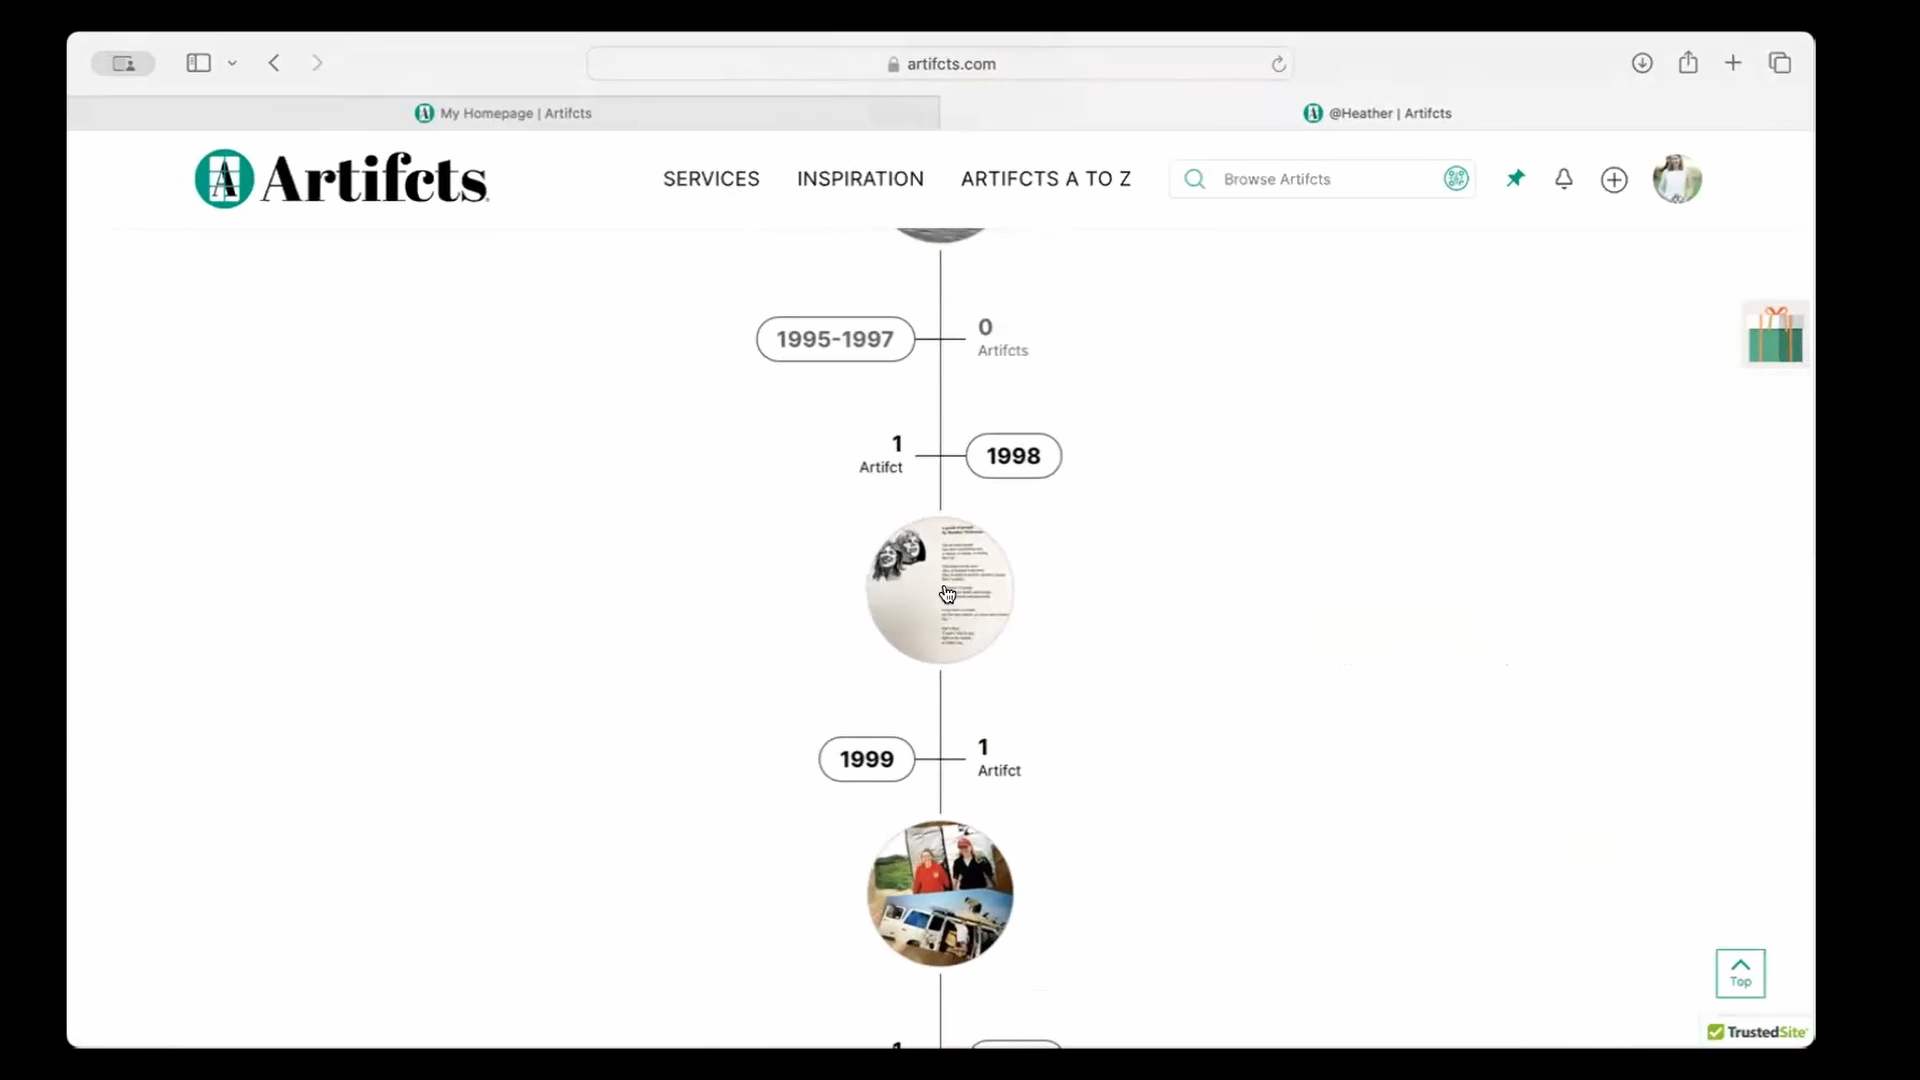 artifcts.com
My Homepage | Artifcts
@Heather | Artifcts
A Artifcts
SERVICES
INSPIRATION
ARTIFCTS A TO Z
Browse Artifcts
1995-1997
0
Artifcts
1
Artifct
1998
1999
1
Artifct
Top
TrustedSite